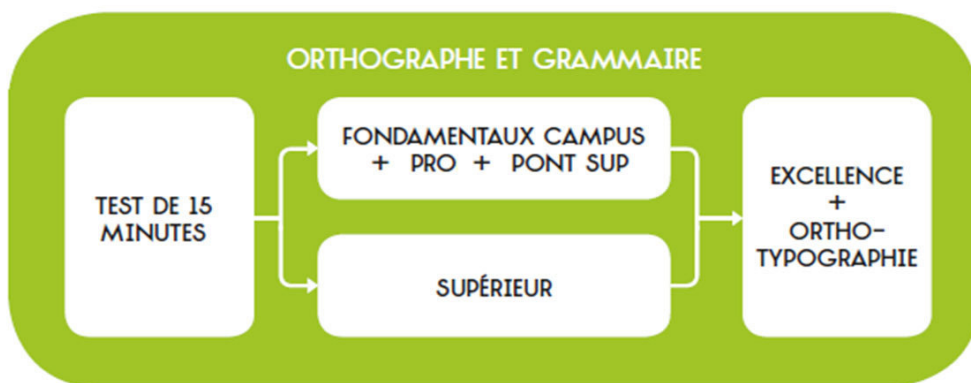 ORTHOGRAPHE ET GRAMMAIRE
TEST DE 15
MINUTES
FONDAMENTAUX CAMPUS
+ PRO + PONT SUP
SUPÉRIEUR
EXCELLENCE
+
ORTHO-
TYPOGRAPHIE